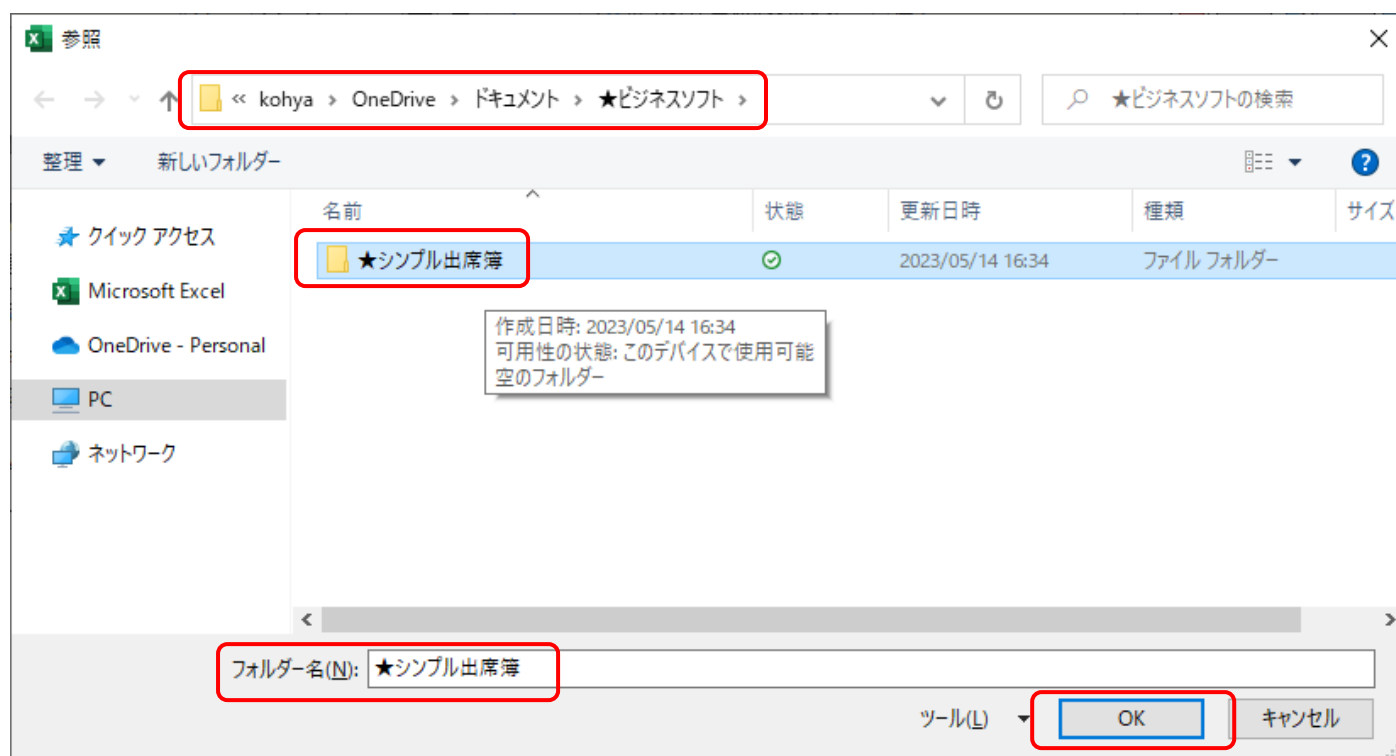 参照
« kohya › OneDrive › ドキュメント › ★ビジネスソフト ›
★ビジネスソフトの検索
整理 ▼ 新しいフォルダー
名前 状態 更新日時 種類 サイズ
クイック アクセス
★シンプル出席簿 2023/05/14 16:34 ファイル フォルダー
Microsoft Excel
作成日時: 2023/05/14 16:34
可用性の状態: このデバイスで使用可能
空のフォルダー
OneDrive - Personal
PC
ネットワーク
フォルダー名(N): ★シンプル出席簿
ツール(L) ▼ OK キャンセル